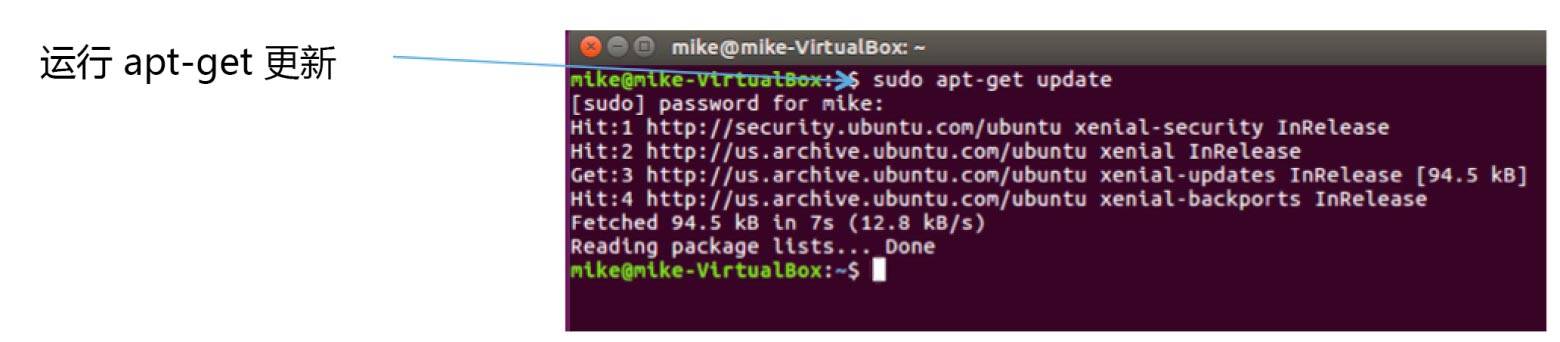 运行 apt-get 更新
mike@mike-VirtualBox: ~
mike@mike-VirtualBox:~$ sudo apt-get update
[sudo] password for mike:
Hit:1 http://security.ubuntu.com/ubuntu xenial-security InRelease
Hit:2 http://us.archive.ubuntu.com/ubuntu xenial InRelease
Get:3 http://us.archive.ubuntu.com/ubuntu xenial-updates InRelease [94.5 kB]
Hit:4 http://us.archive.ubuntu.com/ubuntu xenial-backports InRelease
Fetched 94.5 kB in 7s (12.8 kB/s)
Reading package lists... Done
mike@mike-VirtualBox:~$